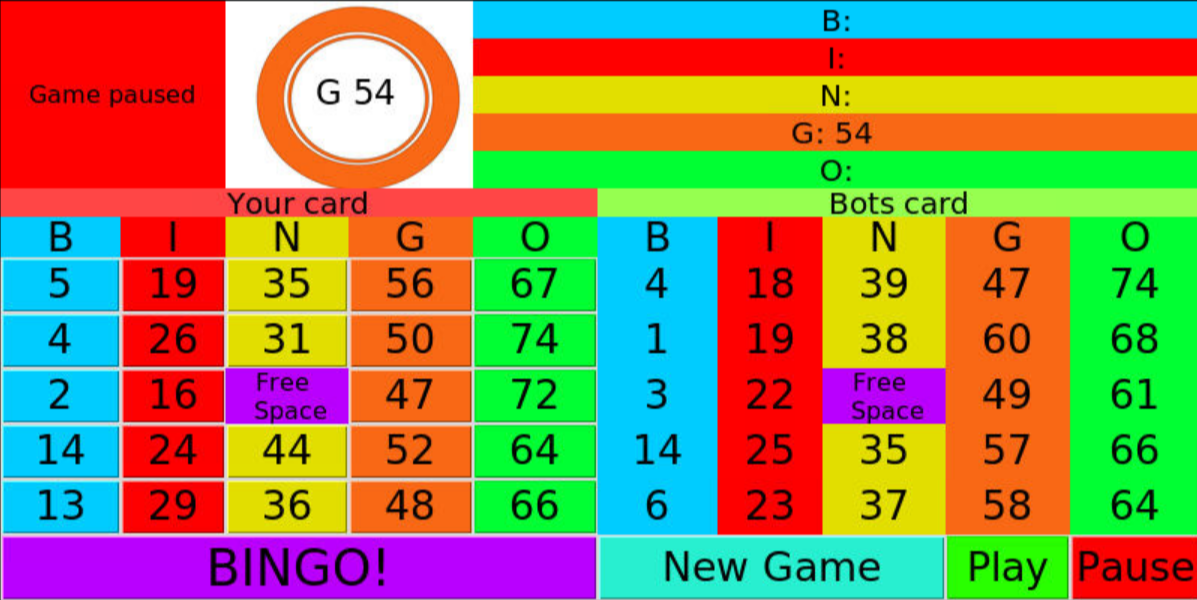 Game paused
G 54
B:
I:
N:
G: 54
O:
Your card
Bots card
B I N G O B I N G O
5 19 35 56 67 4 18 39 47 74
4 26 31 50 74 1 19 38 60 68
2 16 Free Space 47 72 3 22 Free Space 49 61
14 24 44 52 64 14 25 35 57 66
13 29 36 48 66 6 23 37 58 64
BINGO! New Game Play Pause